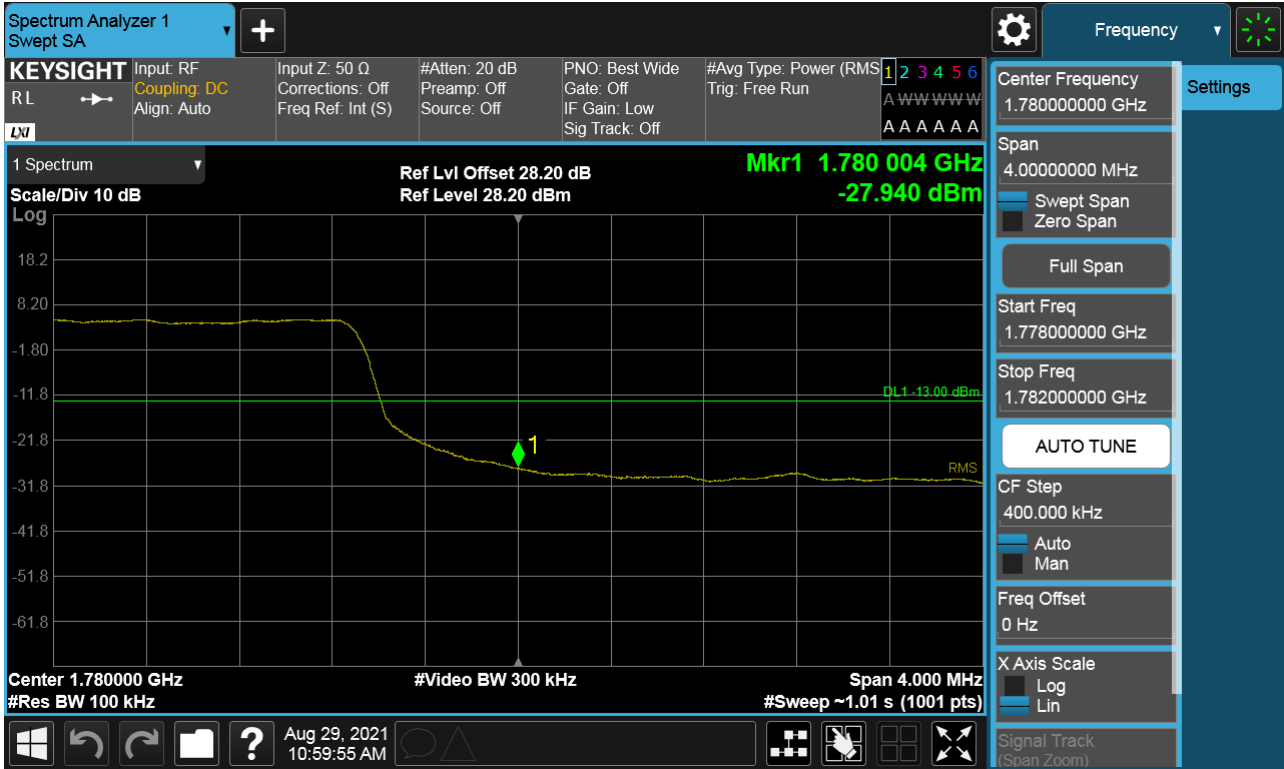 Spectrum Analyzer 1
Swept SA
+
Frequency
KEYSIGHT
RL
LXI
Input: RF
Coupling: DC
Align: Auto
Input Z: 50 Ω
Corrections: Off
Freq Ref: Int (S)
#Atten: 20 dB
Preamp: Off
Source: Off
PNO: Best Wide
Gate: Off
IF Gain: Low
Sig Track: Off
#Avg Type: Power (RMS
Trig: Free Run
1 2 3 4 5 6
A W W W W W
A A A A A A
1 Spectrum
Scale/Div 10 dB
Log
Ref Lvl Offset 28.20 dB
Ref Level 28.20 dBm
Mkr1 1.780 004 GHz
-27.940 dBm
18.2
8.20
-1.80
-11.8
-21.8
-31.8
-41.8
-51.8
-61.8
DL1 -13.00 dBm
1
RMS
Center 1.780000 GHz
#Res BW 100 kHz
#Video BW 300 kHz
Span 4.000 MHz
#Sweep ~1.01 s (1001 pts)
Center Frequency
1.780000000 GHz
Settings
Span
4.00000000 MHz
Swept Span
Zero Span
Full Span
Start Freq
1.778000000 GHz
Stop Freq
1.782000000 GHz
AUTO TUNE
CF Step
400.000 kHz
Auto
Man
Freq Offset
0 Hz
X Axis Scale
Log
Lin
Signal Track
(Span Zoom)
?
Aug 29, 2021
10:59:55 AM